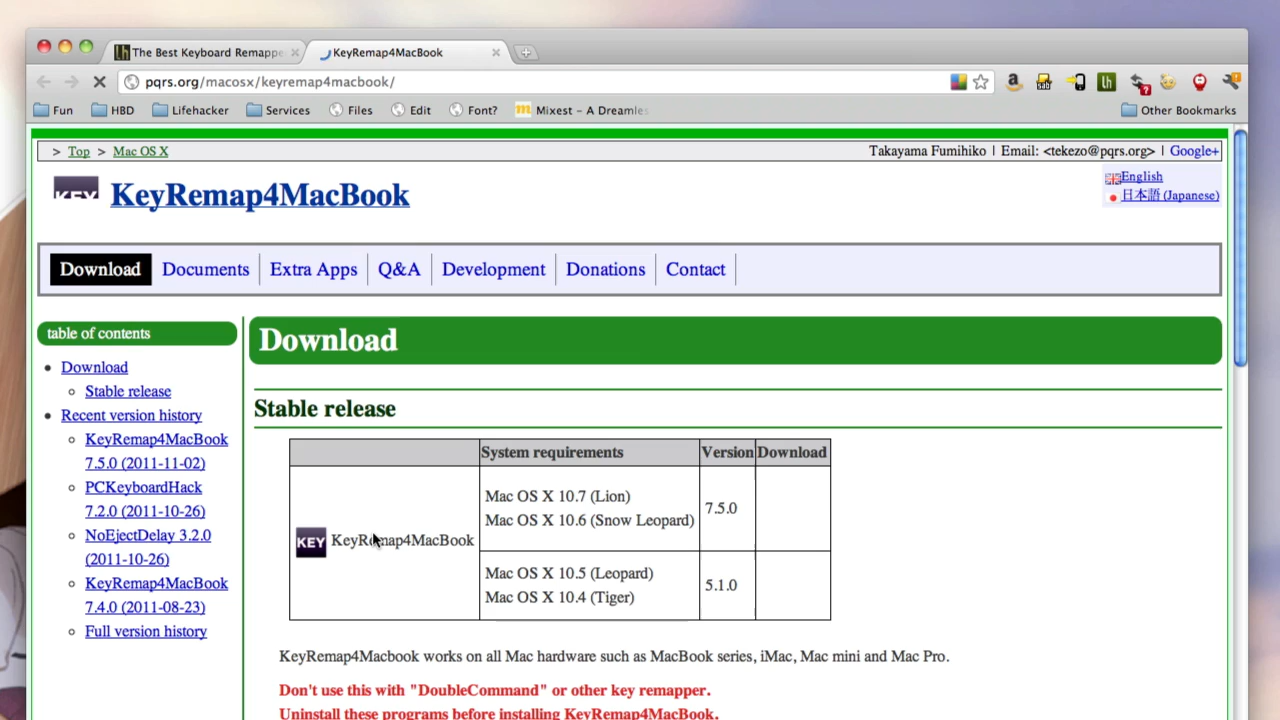 The Best Keyboard Remappe
KeyRemap4MacBook
pqrs.org/macosx/keyremap4macbook/
Fun HBD Lifehacker Services Files Edit Font? Mixest – A Dreamles Other Bookmarks
> Top > Mac OS X
Takayama Fumihiko | Email: <tekezo@pqrs.org> | Google+
KEY KeyRemap4MacBook
English
日本語 (Japanese)
Download Documents Extra Apps Q&A Development Donations Contact
table of contents
Download
Stable release
Recent version history
KeyRemap4MacBook
7.5.0 (2011-11-02)
PCKeyboardHack
7.2.0 (2011-10-26)
NoEjectDelay 3.2.0
(2011-10-26)
KeyRemap4MacBook
7.4.0 (2011-08-23)
Full version history
Download
Stable release
System requirements Version Download
KEY KeyRemap4MacBook
Mac OS X 10.7 (Lion)
Mac OS X 10.6 (Snow Leopard)
7.5.0
Mac OS X 10.5 (Leopard)
Mac OS X 10.4 (Tiger)
5.1.0
KeyRemap4Macbook works on all Mac hardware such as MacBook series, iMac, Mac mini and Mac Pro.
Don't use this with "DoubleCommand" or other key remapper.
Uninstall these programs before installing KeyRemap4MacBook.